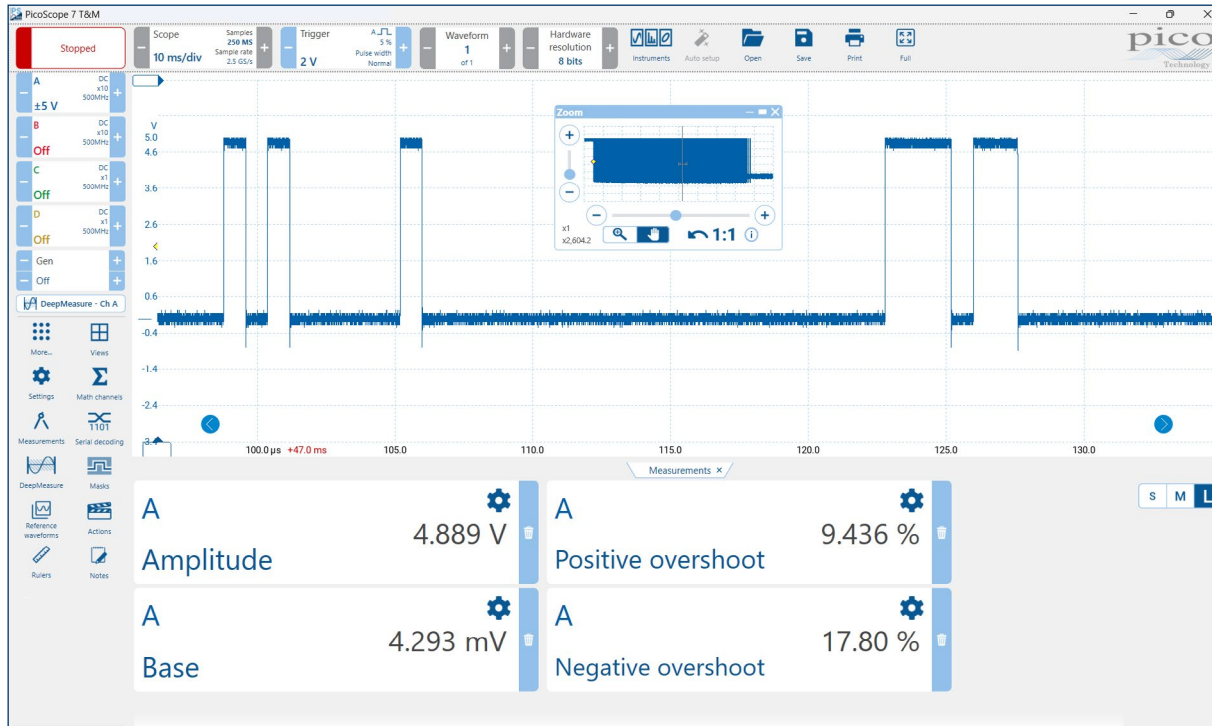 PicoScope 7 T&M
Stopped
Scope
10 ms/div
Samples
250 MS
Sample rate
2.5 GS/s
Trigger
2 V
A
5 %
Pulse width
Normal
Waveform
1
of 1
Hardware
resolution
8 bits
Instruments
Auto setup
Open
Save
Print
Full
pico
Technology
A
DC
x10
500MHz
±5 V
B
DC
x10
500MHz
Off
C
DC
x1
500MHz
Off
D
DC
x1
500MHz
Off
Gen
Off
DeepMeasure - Ch A
More...
Views
Settings
Math channels
Measurements
1101
Serial decoding
DeepMeasure
Masks
Reference
waveforms
Actions
Rulers
Notes
V
5.0
4.6
3.6
2.6
1.6
0.6
-0.4
-1.4
-2.4
-3.4
Zoom
x1
x2,604.2
1:1
100.0 µs +47.0 ms 105.0 110.0 115.0 120.0 125.0 130.0
Measurements ×
S M L
A
4.889 V
Amplitude
A
9.436 %
Positive overshoot
A
4.293 mV
Base
A
17.80 %
Negative overshoot